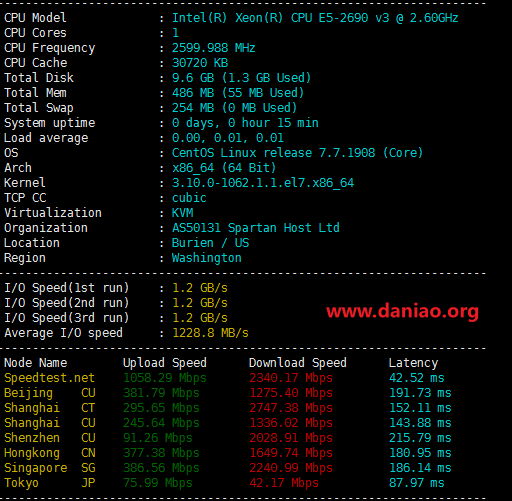 CPU Model : Intel(R) Xeon(R) CPU E5-2690 v3 @ 2.60GHz
CPU Cores : 1
CPU Frequency : 2599.988 MHz
CPU Cache : 30720 KB
Total Disk : 9.6 GB (1.3 GB Used)
Total Mem : 486 MB (55 MB Used)
Total Swap : 254 MB (0 MB Used)
System uptime : 0 days, 0 hour 15 min
Load average : 0.00, 0.01, 0.01
OS : CentOS Linux release 7.7.1908 (Core)
Arch : x86_64 (64 Bit)
Kernel : 3.10.0-1062.1.1.el7.x86_64
TCP CC : cubic
Virtualization : KVM
Organization : AS50131 Spartan Host Ltd
Location : Burien / US
Region : Washington
I/O Speed(1st run) : 1.2 GB/s
I/O Speed(2nd run) : 1.2 GB/s
I/O Speed(3rd run) : 1.2 GB/s
www.daniao.org
Average I/O speed : 1228.8 MB/s
Node Name Upload Speed Download Speed Latency
Speedtest.net 1058.29 Mbps 2340.17 Mbps 42.52 ms
Beijing CU 381.79 Mbps 1275.40 Mbps 191.73 ms
Shanghai CT 295.65 Mbps 2747.38 Mbps 152.11 ms
Shanghai CU 245.64 Mbps 1336.02 Mbps 143.88 ms
Shenzhen CU 91.26 Mbps 2028.91 Mbps 215.79 ms
Hongkong CN 377.38 Mbps 1649.74 Mbps 180.95 ms
Singapore SG 386.56 Mbps 2240.99 Mbps 186.14 ms
Tokyo JP 75.99 Mbps 42.17 Mbps 87.97 ms